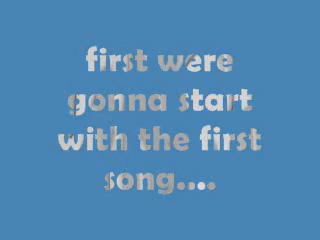 first were
gonna start
with the first
song....